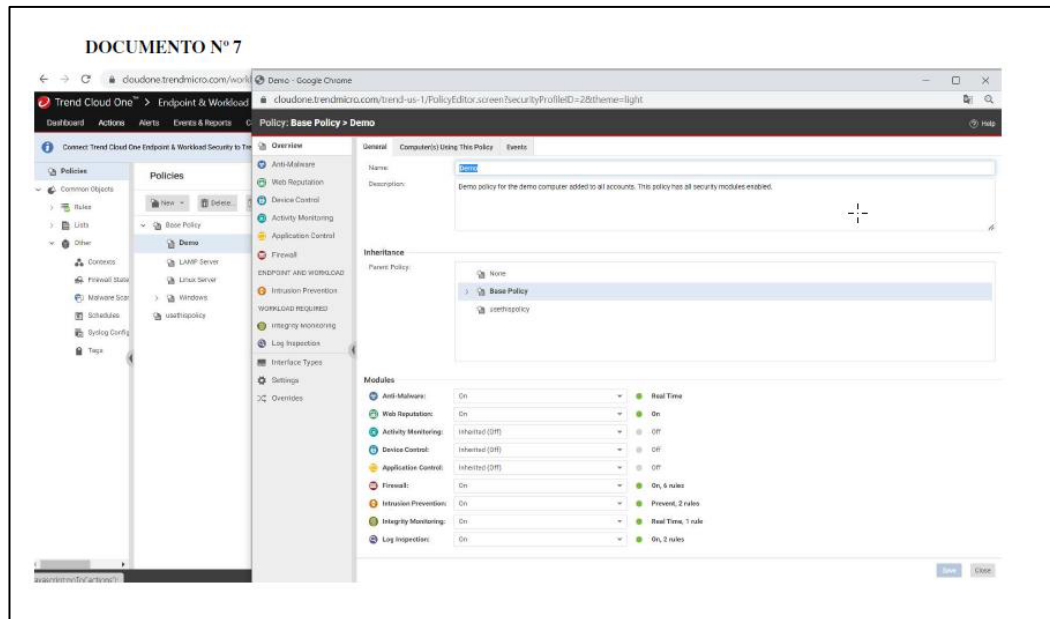 DOCUMENTO Nº 7
cloudone.trendmicro.com/workl
Demo - Google Chrome
Trend Cloud One™ > Endpoint & Workload
cloudone.trendmicro.com/trend-us-1/PolicyEditor.screen?securityProfileID=2&theme=light
Dashboard Actions Alerts Events & Reports C
Policy: Base Policy > Demo
Help
Connect Trend Cloud One Endpoint & Workload Security to Tre
Policies
Common Objects
Rules
Lists
Other
Contexts
Firewall State
Malware Scan
Schedules
Syslog Config
Tags
Policies
New
Delete...
Base Policy
Demo
LAMP Server
Linux Server
Windows
usethispolicy
Overview
Anti-Malware
Web Reputation
Device Control
Activity Monitoring
Application Control
Firewall
ENDPOINT AND WORKLOAD
Intrusion Prevention
WORKLOAD REQUIRED
Integrity Monitoring
Log Inspection
Interface Types
Settings
Overrides
General Computer(s) Using This Policy Events
Name: Demo
Description: Demo policy for the demo computer added to all accounts. This policy has all security modules enabled.
Inheritance
Parent Policy:
None
Base Policy
usethispolicy
Modules
Anti-Malware: On Real Time
Web Reputation: On On
Activity Monitoring: Inherited (Off) Off
Device Control: Inherited (Off) Off
Application Control: Inherited (Off) Off
Firewall: On On, 6 rules
Intrusion Prevention: On Prevent, 2 rules
Integrity Monitoring: On Real Time, 1 rule
Log Inspection: On On, 2 rules
Save Close